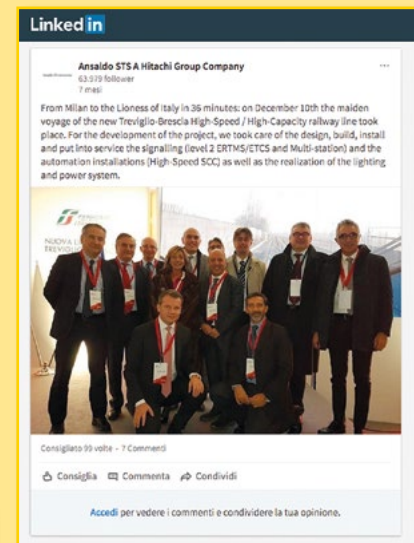 Linked in
Ansaldo STS A Hitachi Group Company
63.979 follower
7 mesi
From Milan to the Lioness of Italy in 36 minutes: on December 10th the maiden
voyage of the new Treviglio-Brescia High-Speed / High-Capacity railway line took
place. For the development of the project, we took care of the design, build, install
and put into service the signalling (level 2 ERTMS/ETCS and Multi-station) and the
automation installations (High-Speed SCC) as well as the realization of the lighting
and power system.
NUOVA
TREVIGLIO
Consigliato 99 volte - 7 Commenti
Consiglia Commenta Condividi
Accedi per vedere i commenti e condividere la tua opinione.